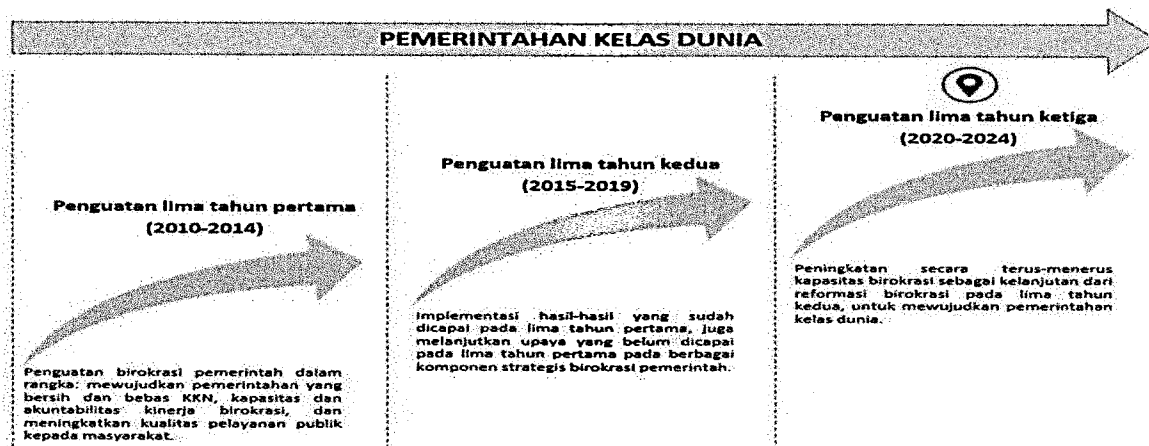 PEMERINTAHAN KELAS DUNIA
Penguatan lima tahun pertama
(2010-2014)
Penguatan birokrasi pemerintah dalam
rangka: mewujudkan pemerintahan yang
bersih dan bebas KKN, kapasitas dan
akuntabilitas kinerja birokrasi, dan
meningkatkan kualitas pelayanan publik
kepada masyarakat.
Penguatan lima tahun kedua
(2015-2019)
Implementasi hasil-hasil yang sudah
dicapai pada lima tahun pertama, juga
melanjutkan upaya yang belum dicapai
pada lima tahun pertama pada berbagai
komponen strategis birokrasi pemerintah.
Penguatan lima tahun ketiga
(2020-2024)
Peningkatan secara terus-menerus
kapasitas birokrasi sebagai kelanjutan dari
reformasi birokrasi pada lima tahun
kedua, untuk mewujudkan pemerintahan
kelas dunia.